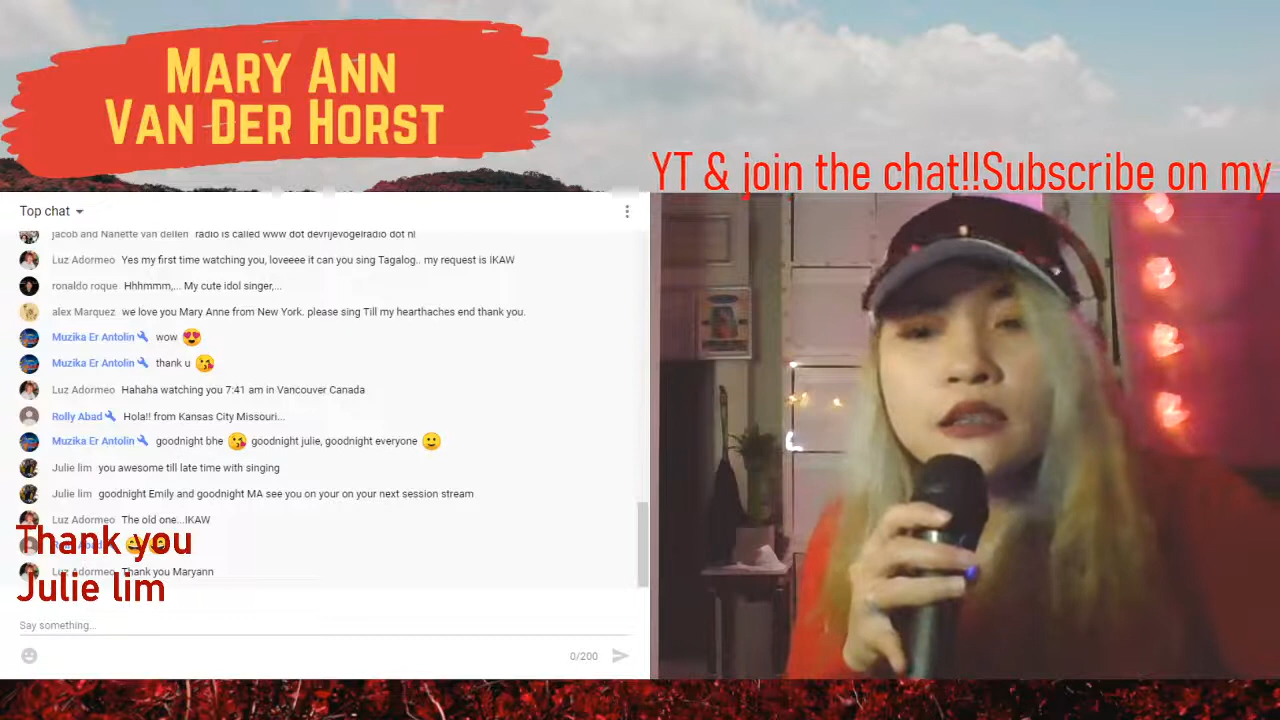 MARY ANN
VAN DER HORST
YT & join the chat!!Subscribe on my
Top chat
jacob and Nanette van dellen radio is called www dot devrijevogelradio dot nl
Luz Adormeo Yes my first time watching you, loveeee it can you sing Tagalog.. my request is IKAW
ronaldo roque Hhhmmm,... My cute idol singer,...
alex Marquez we love you Mary Anne from New York. please sing Till my hearthaches end thank you.
Muzika Er Antolin wow 😍
Muzika Er Antolin thank u 😘
Luz Adormeo Hahaha watching you 7:41 am in Vancouver Canada
Rolly Abad Hola!! from Kansas City Missouri...
Muzika Er Antolin goodnight bhe 😘 goodnight julie, goodnight everyone 🙂
Julie lim you awesome till late time with singing
Julie lim goodnight Emily and goodnight MA see you on your on your next session stream
Luz Adormeo The old one...IKAW
Thank you
Luz Adormeo Thank you Maryann
Julie lim
Say something...
0/200